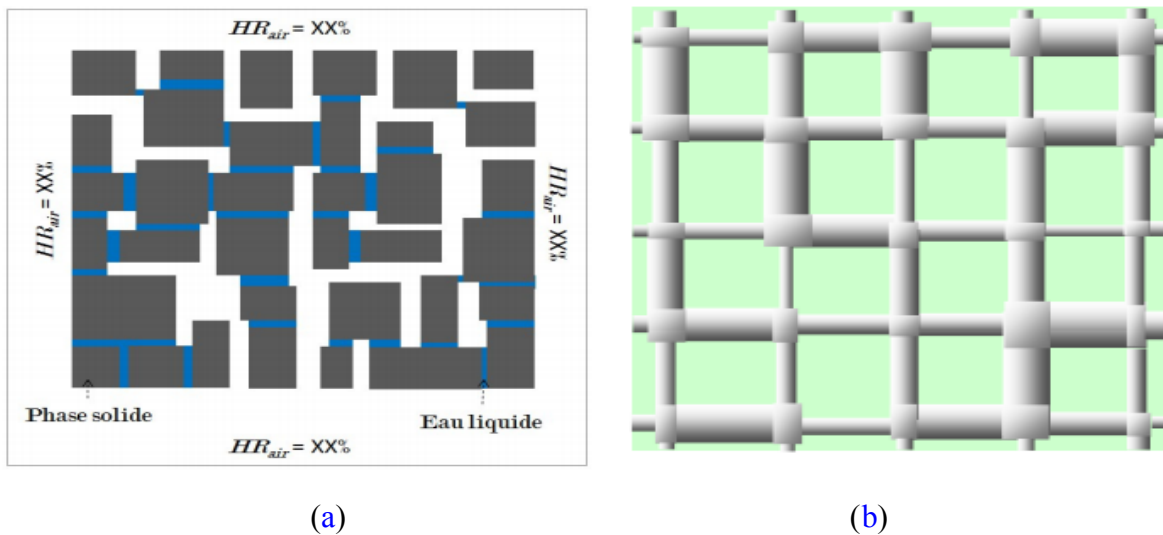 HRair = XX%
HRair = XX%
HRair = XX%
Phase solide
Eau liquide
HRair = XX%
(a)
(b)